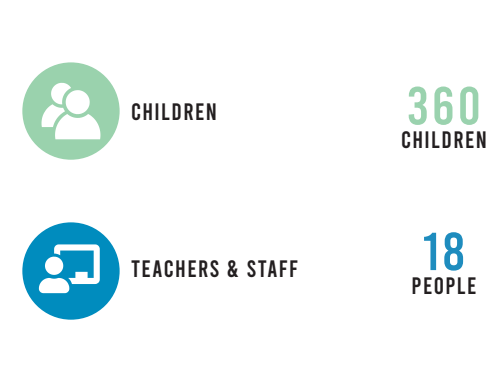 CHILDREN
360
CHILDREN
TEACHERS & STAFF
18
PEOPLE